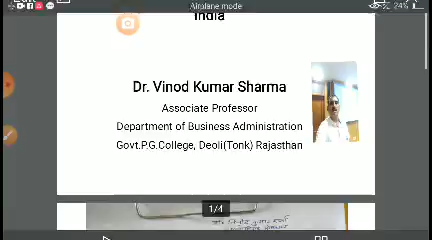 Airplane mode
24%
India
Dr. Vinod Kumar Sharma
Associate Professor
Department of Business Administration
Govt.P.G.College, Deoli(Tonk) Rajasthan
1/4